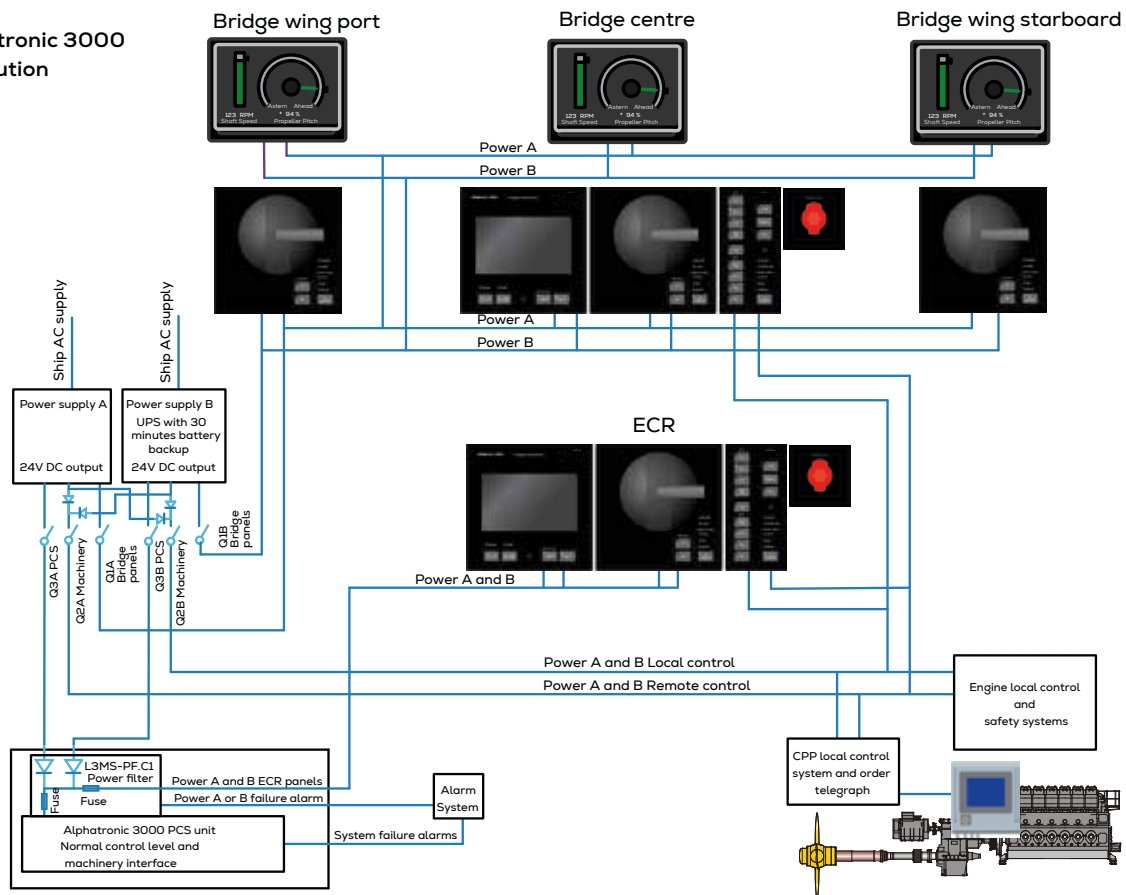 tronic 3000
ution
Bridge wing port
Bridge centre
Bridge wing starboard
Astern Ahead
123 RPM
° 94 %
Shaft Speed
Propeller Pitch
Astern Ahead
123 RPM
° 94 %
Shaft Speed
Propeller Pitch
Astern Ahead
123 RPM
° 94 %
Shaft Speed
Propeller Pitch
Power A
Power B
Power A
Power B
Ship AC supply
Ship AC supply
Power supply A
24V DC output
Power supply B
UPS with 30
minutes battery
backup
24V DC output
ECR
Q3A PCS
Q2A Machinery
Q1A
Bridge
panels
Q3B PCS
Q2B Machinery
Q1B
Bridge
panels
Power A and B
Power A and B Local control
Power A and B Remote control
Engine local control
and
safety systems
CPP local control
system and order
telegraph
L3MS-PF.C1
Power filter
Fuse
Fuse
Power A and B ECR panels
Power A or B failure alarm
Alarm
System
System failure alarms
Alphatronic 3000 PCS unit
Normal control level and
machinery interface